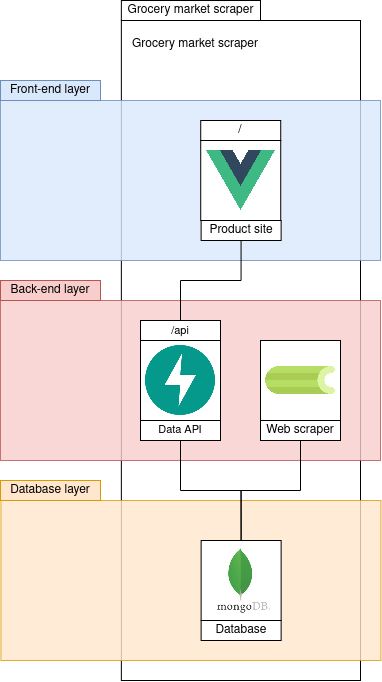 Grocery market scraper
Grocery market scraper
Front-end layer
/
Product site
Back-end layer
/api
Data API
Web scraper
Database layer
mongoDB.
Database